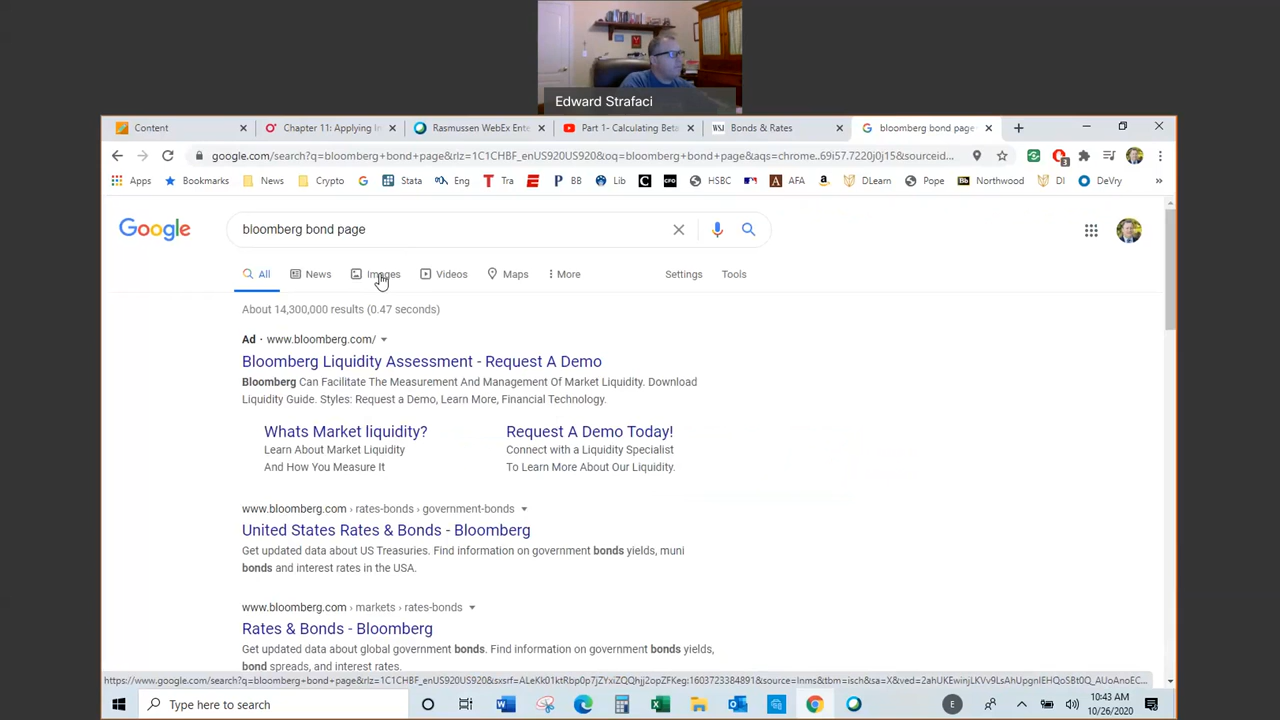 Edward Strafaci
Content
Chapter 11: Applying In
Rasmussen WebEx Ente
Part 1- Calculating Beta
WSJ Bonds & Rates
bloomberg bond page
google.com/search?q=bloomberg+bond+page&rlz=1C1CHBF_enUS920US920&oq=bloomberg+bond+page&aqs=chrome..69i57.7220j0j15&sourceid...
3
Apps
Bookmarks
News
Crypto
Stata
Eng
Tra
BB
Lib
HSBC
AFA
DLearn
Pope
Bb Northwood
DI
DeVry
»
Google
bloomberg bond page
All
News
Images
Videos
Maps
More
Settings
Tools
About 14,300,000 results (0.47 seconds)
Ad · www.bloomberg.com/
Bloomberg Liquidity Assessment - Request A Demo
Bloomberg Can Facilitate The Measurement And Management Of Market Liquidity. Download
Liquidity Guide. Styles: Request a Demo, Learn More, Financial Technology.
Whats Market liquidity?
Learn About Market Liquidity
And How You Measure It
Request A Demo Today!
Connect with a Liquidity Specialist
To Learn More About Our Liquidity.
www.bloomberg.com › rates-bonds › government-bonds
United States Rates & Bonds - Bloomberg
Get updated data about US Treasuries. Find information on government bonds yields, muni
bonds and interest rates in the USA.
www.bloomberg.com › markets › rates-bonds
Rates & Bonds - Bloomberg
Get updated data about global government bonds. Find information on government bonds yields,
bond spreads, and interest rates.
Type here to search
E
10:43 AM
10/26/2020